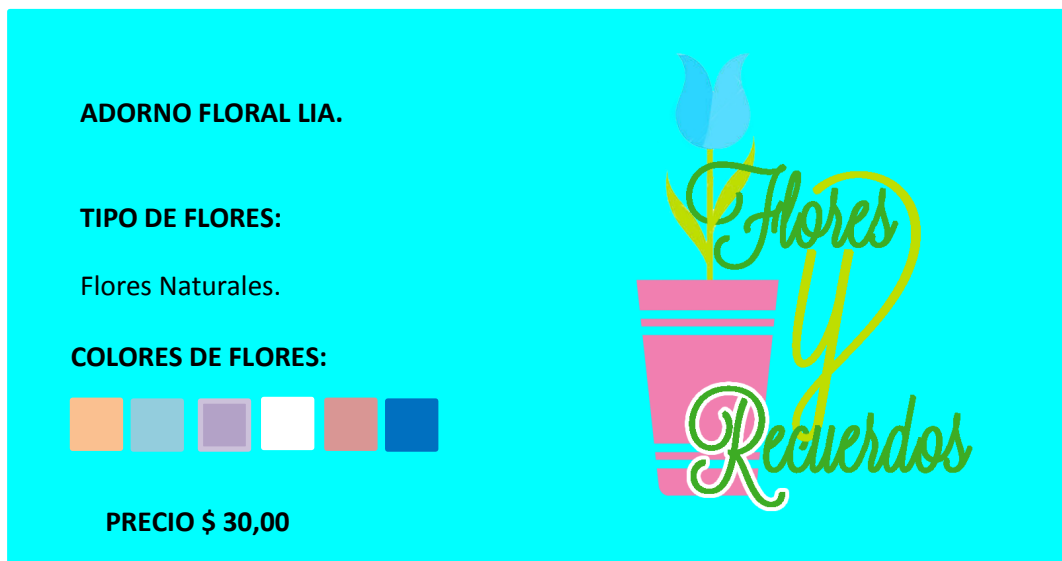 ADORNO FLORAL LIA.
TIPO DE FLORES:
Flores Naturales.
COLORES DE FLORES:
PRECIO $ 30,00
Flores
y
Recuerdos